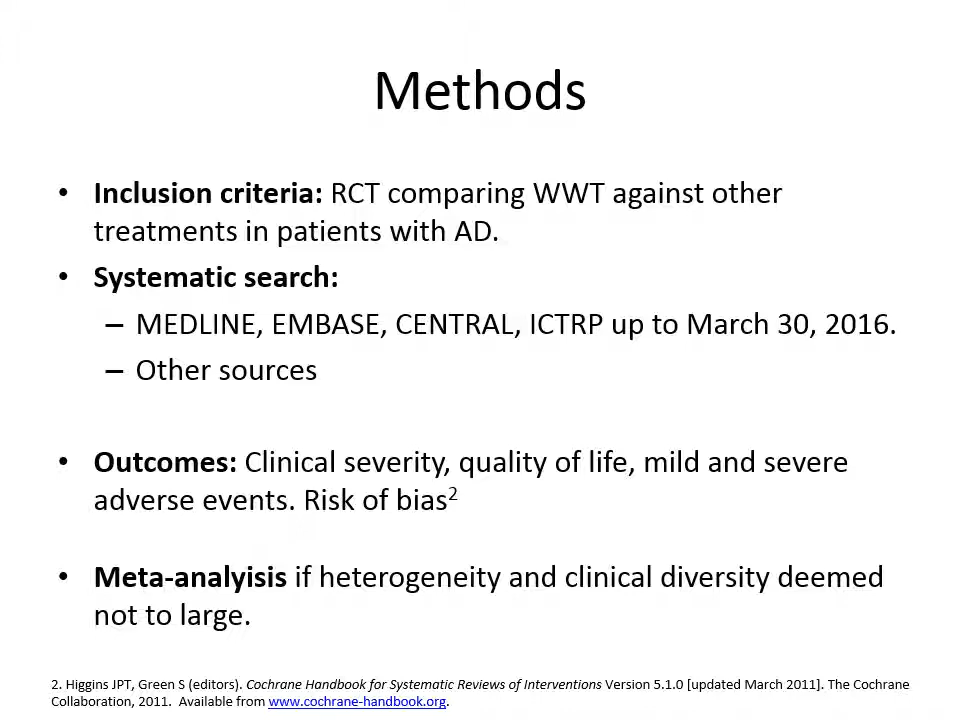 Methods
• Inclusion criteria: RCT comparing WWT against other
treatments in patients with AD.
• Systematic search:
– MEDLINE, EMBASE, CENTRAL, ICTRP up to March 30, 2016.
– Other sources
• Outcomes: Clinical severity, quality of life, mild and severe
adverse events. Risk of bias²
• Meta-analyisis if heterogeneity and clinical diversity deemed
not to large.
2. Higgins JPT, Green S (editors). Cochrane Handbook for Systematic Reviews of Interventions Version 5.1.0 [updated March 2011]. The Cochrane
Collaboration, 2011. Available from www.cochrane-handbook.org.